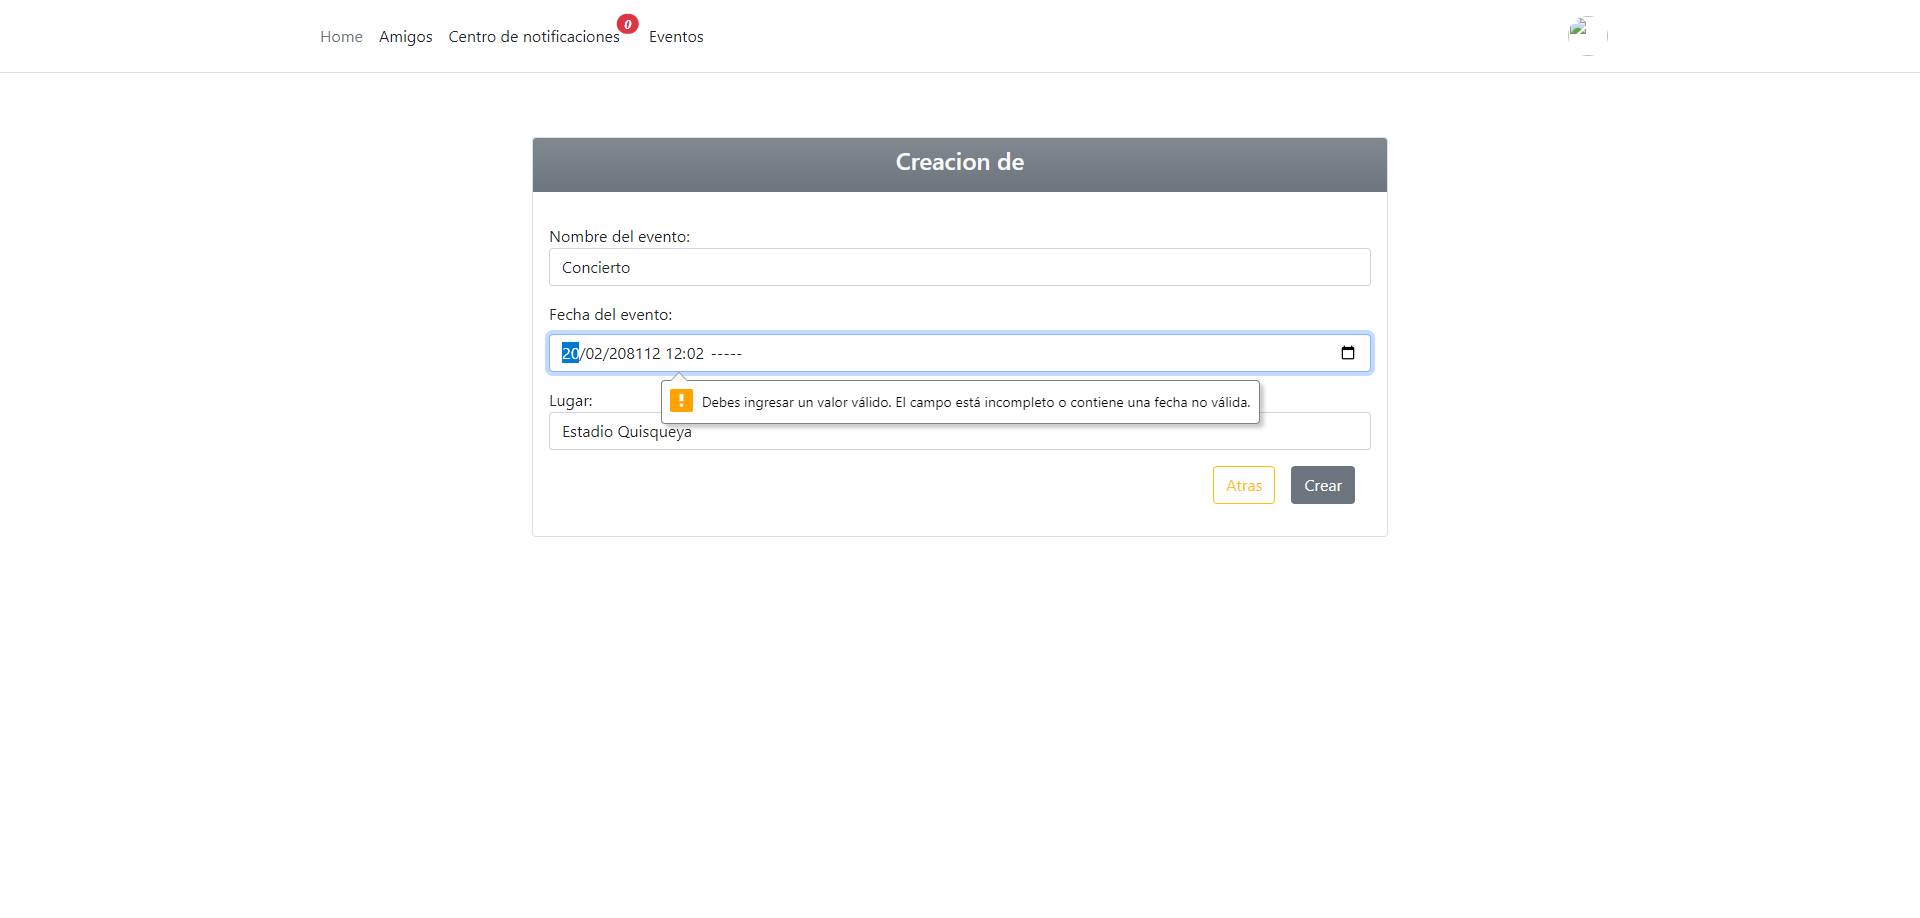 Home Amigos Centro de notificaciones 0 Eventos
Creacion de
Nombre del evento:
Concierto
Fecha del evento:
20/02/208112 12:02 -----
Debes ingresar un valor válido. El campo está incompleto o contiene una fecha no válida.
Lugar:
Estadio Quisqueya
Atras Crear